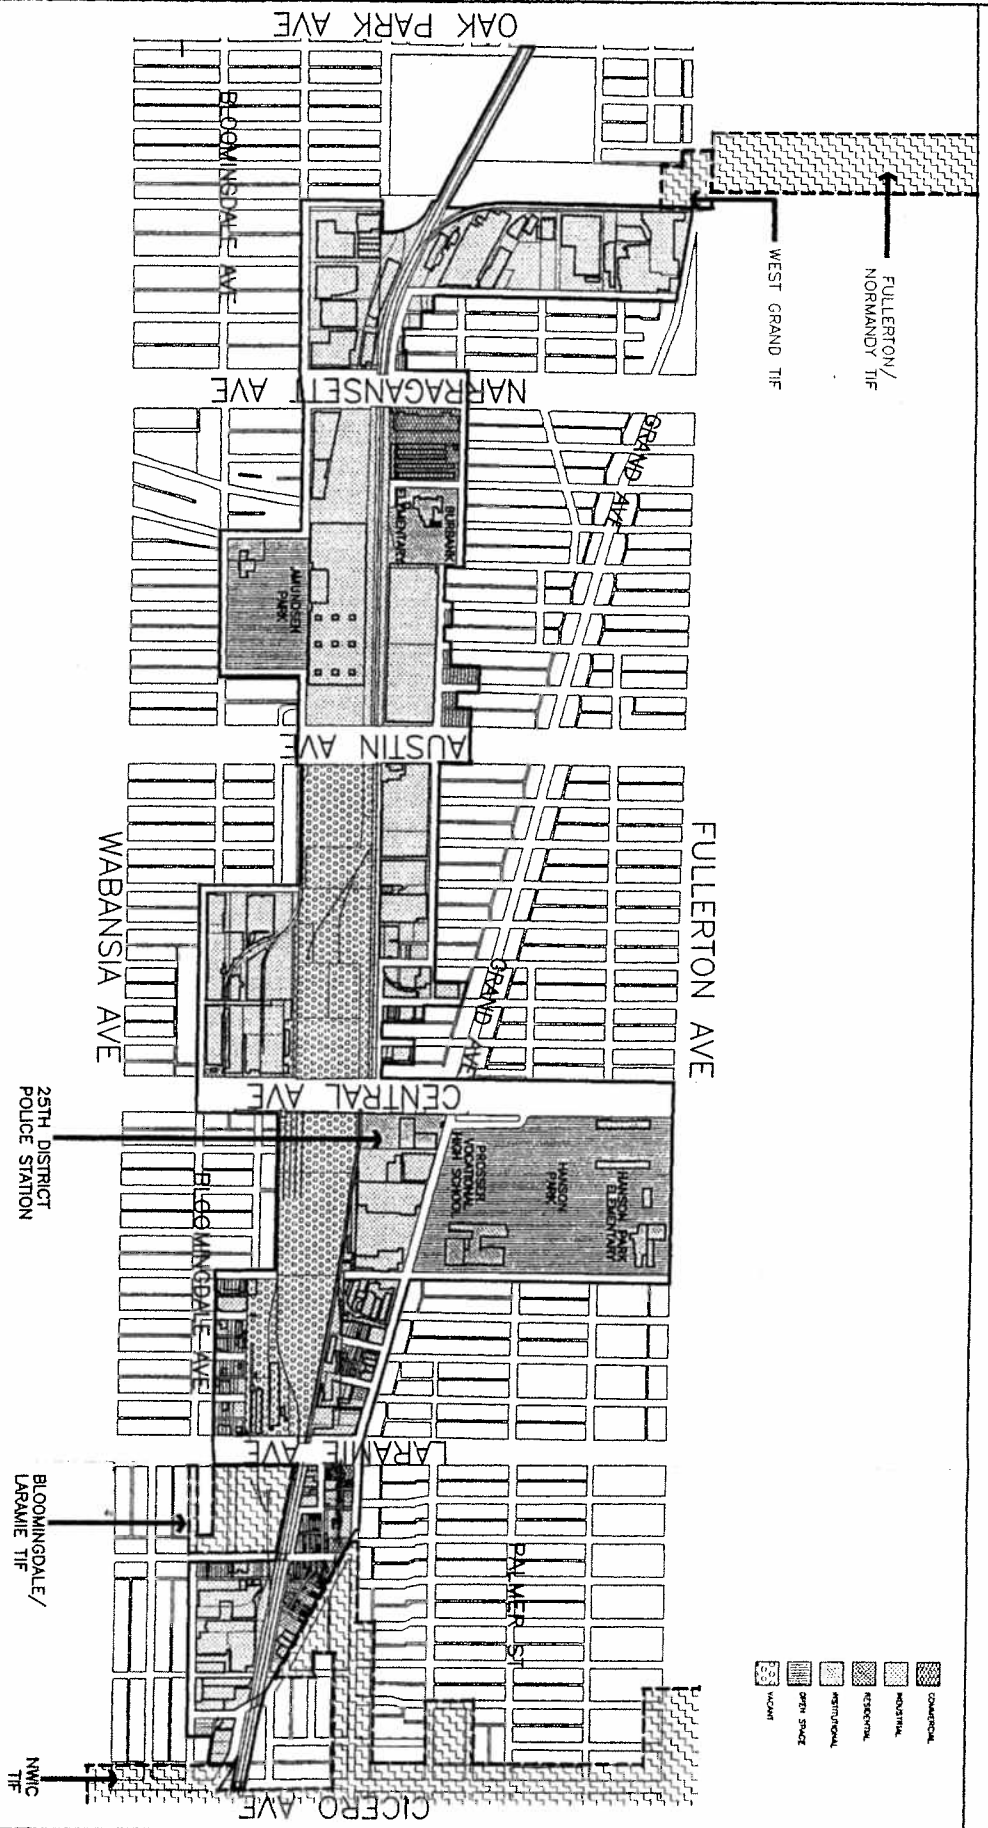 OAK PARK AVE
BLOOMINGDALE AVE
FULLERTON/
NORMANDY TIF
WEST GRAND TIF
NARRAGANSETT AVE
GRAND AVE
BURBANK
ELEMENTARY
AMUNDSEN
PARK
AUSTIN AVE
FULLERTON AVE
WABANSIA AVE
GRAND AVE
CENTRAL AVE
25TH DISTRICT
POLICE STATION
HANSON PARK
ELEMENTARY
HANSON
PARK
PROSSER
VOCATIONAL
HIGH SCHOOL
BLOOMINGDALE AVE
LARAMIE AVE
BLOOMINGDALE/
LARAMIE TIF
PALMER ST
COMMERCIAL
INDUSTRIAL
RESIDENTIAL
INSTITUTIONAL
OPEN SPACE
VACANT
NWIC
TIF
CICERO AVE